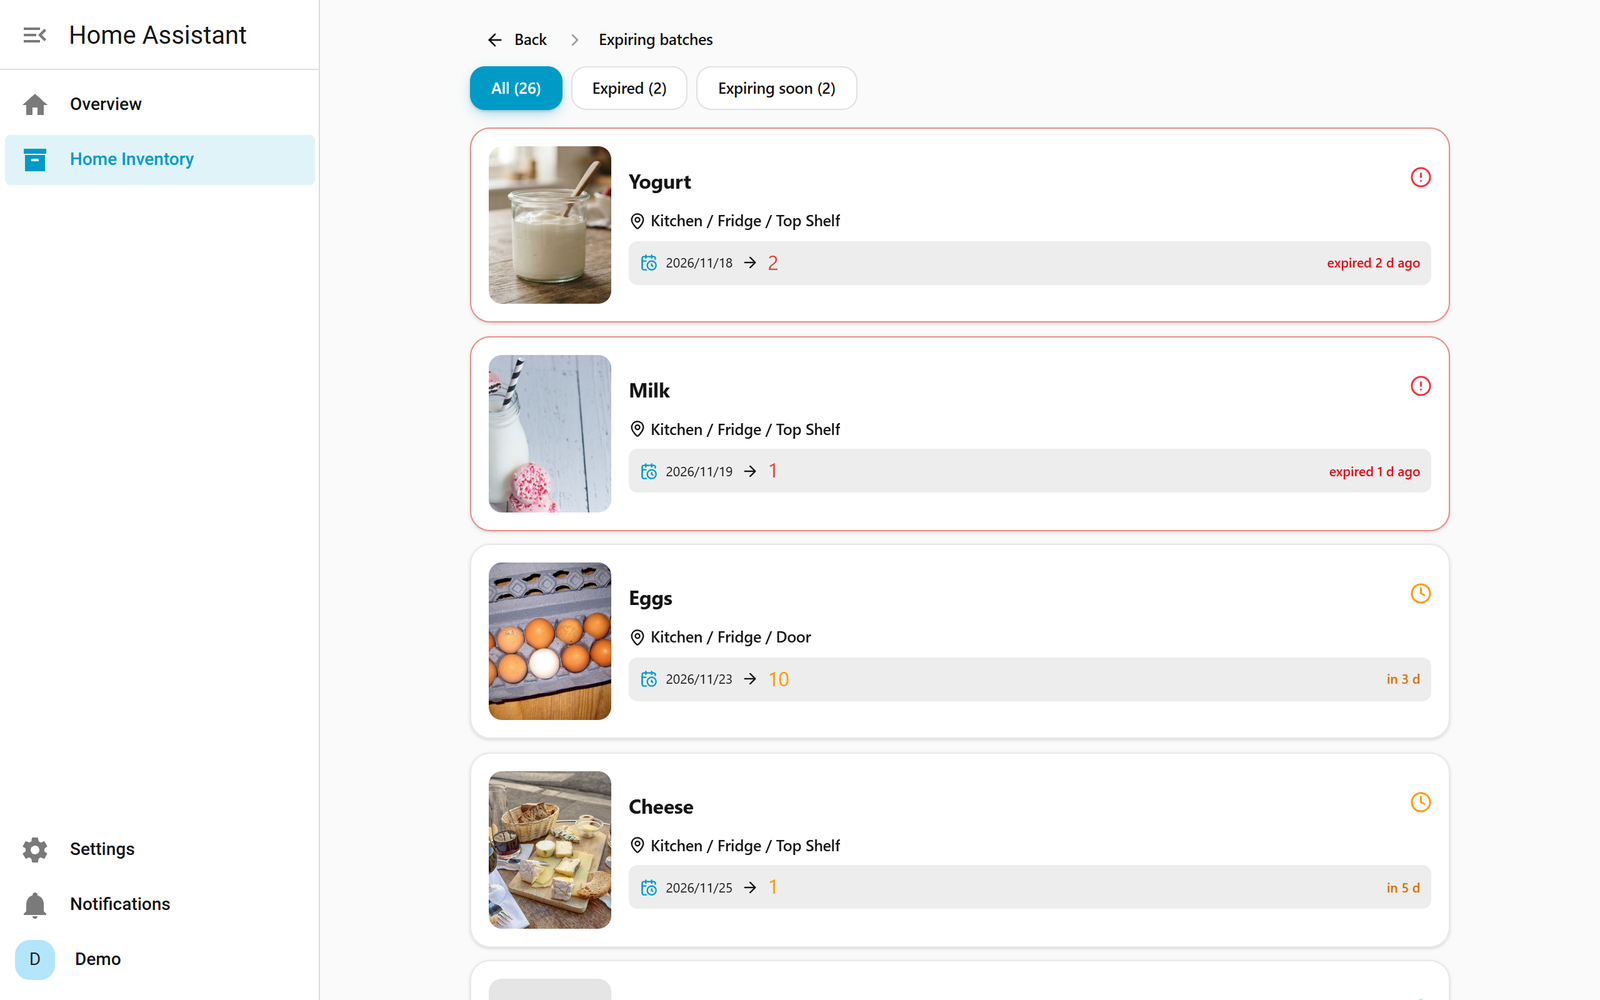 Home Assistant
Overview
Home Inventory
Settings
Notifications
D
Demo
Back
Expiring batches
All (26)
Expired (2)
Expiring soon (2)
Yogurt
Kitchen / Fridge / Top Shelf
2026/11/18 → 2
expired 2 d ago
Milk
Kitchen / Fridge / Top Shelf
2026/11/19 → 1
expired 1 d ago
Eggs
Kitchen / Fridge / Door
2026/11/23 → 10
in 3 d
Cheese
Kitchen / Fridge / Top Shelf
2026/11/25 → 1
in 5 d